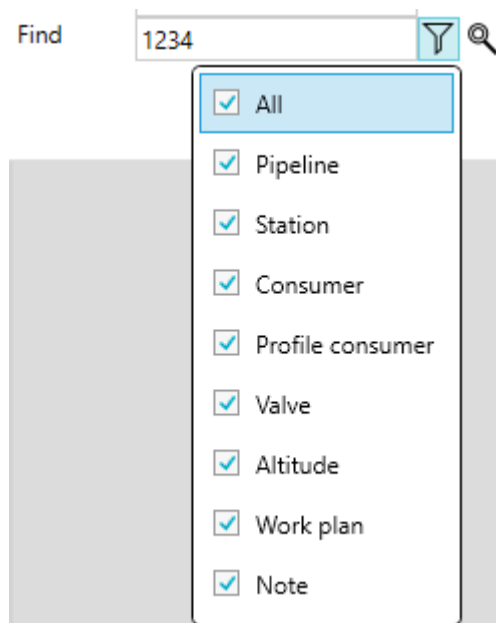 Find
1234
All
Pipeline
Station
Consumer
Profile consumer
Valve
Altitude
Work plan
Note